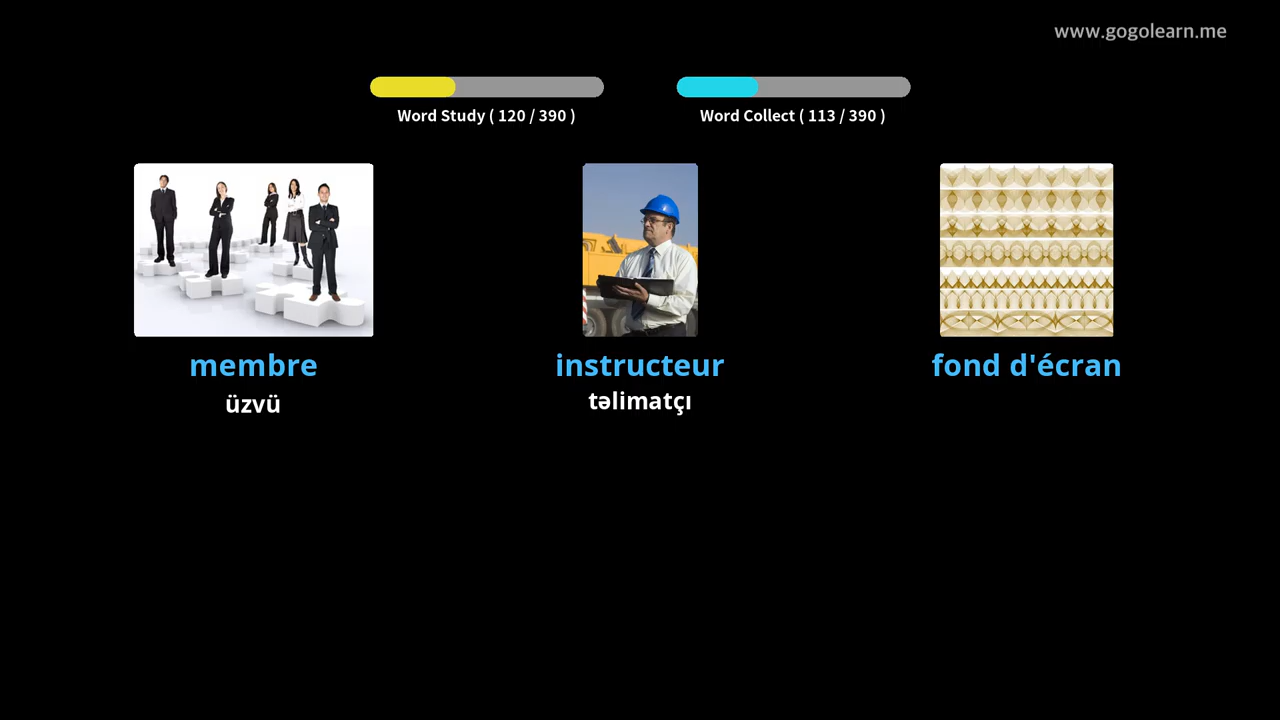 www.gogolearn.me
Word Study ( 120 / 390 )
Word Collect ( 113 / 390 )
membre
instructeur
fond d'écran
üzvü
təlimatçı